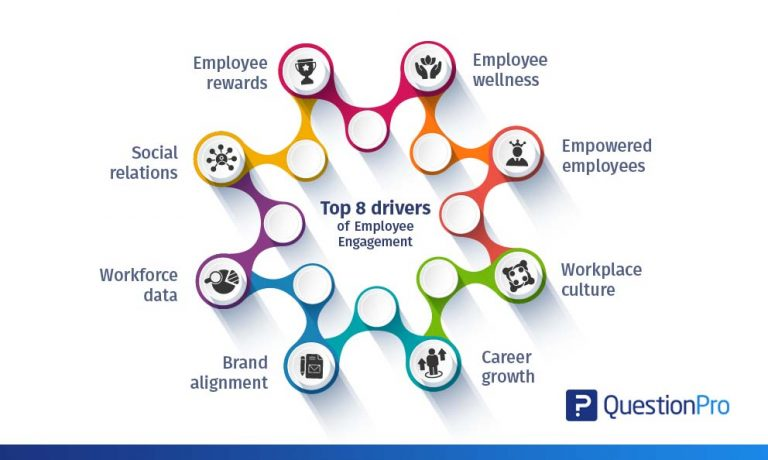 Top 8 drivers
of Employee
Engagement
Employee
wellness
Empowered
employees
Workplace
culture
Career
growth
Brand
alignment
Workforce
data
Social
relations
Employee
rewards
QuestionPro